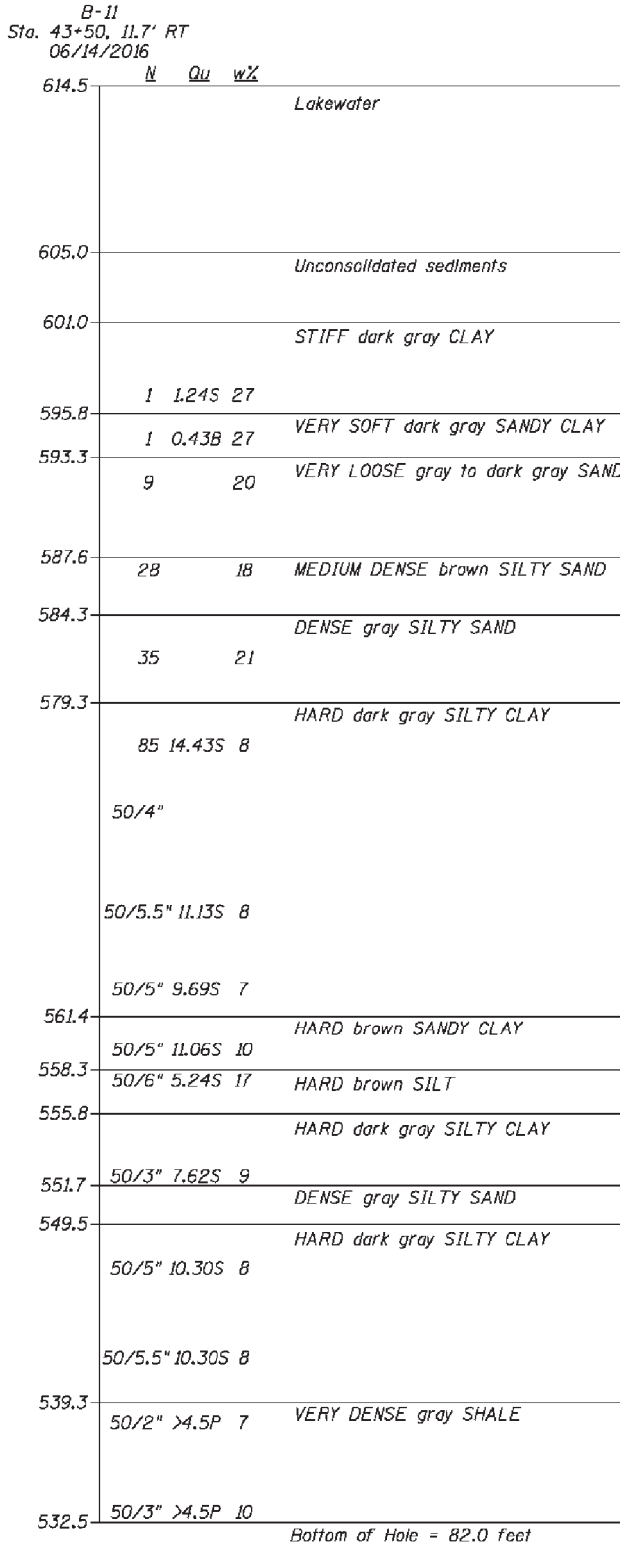 B-11
Sta. 43+50, 11.7' RT
06/14/2016
N Qu w%
614.5
Lakewater
605.0
Unconsolidated sediments
601.0
STIFF dark gray CLAY
1 1.24S 27
595.8
VERY SOFT dark gray SANDY CLAY
1 0.43B 27
593.3
VERY LOOSE gray to dark gray SAND
9 20
587.6
28 18 MEDIUM DENSE brown SILTY SAND
584.3
DENSE gray SILTY SAND
35 21
579.3
HARD dark gray SILTY CLAY
85 14.43S 8
50/4"
50/5.5" 11.13S 8
50/5" 9.69S 7
561.4
HARD brown SANDY CLAY
50/5" 11.06S 10
558.3
50/6" 5.24S 17 HARD brown SILT
555.8
HARD dark gray SILTY CLAY
50/3" 7.62S 9
551.7
DENSE gray SILTY SAND
549.5
HARD dark gray SILTY CLAY
50/5" 10.30S 8
50/5.5" 10.30S 8
539.3
50/2" >4.5P 7 VERY DENSE gray SHALE
50/3" >4.5P 10
532.5
Bottom of Hole = 82.0 feet